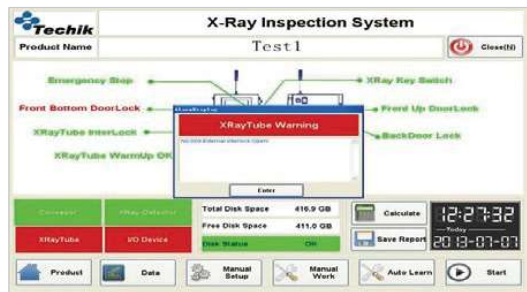 Techik
X-Ray Inspection System
Product Name
Test1
Close(N)
Emergency Stop
XRay Key Switch
Front Bottom DoorLock
Front Up DoorLock
XRayTube InterLock
BackDoor Lock
XRayTube WarmUp OK
XRayTube Warning
Enter
Conveyor
XRay Detector
XRayTube
I/O Device
Total Disk Space 416.9 GB
Free Disk Space 411.0 GB
Disk Status OK
Calculate
Save Report
12:27:32
Today
2013-07-07
Product
Data
Manual Setup
Manual Work
Auto Learn
Start